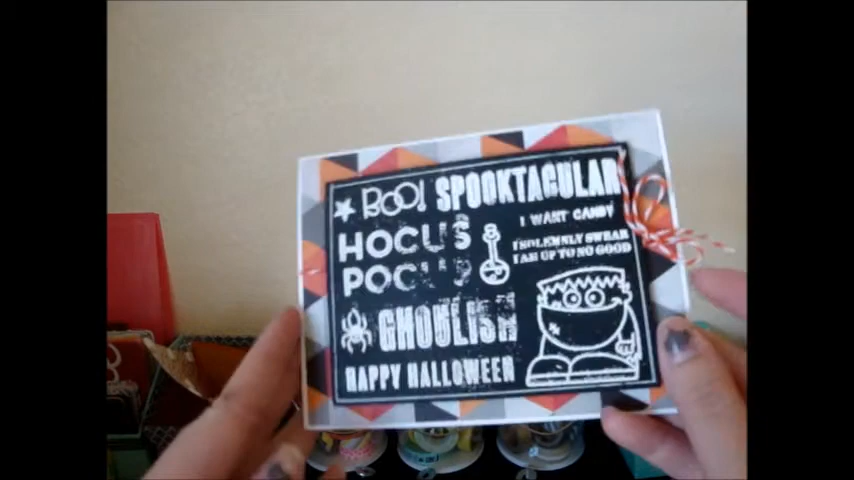 BOO! SPOOKTACULAR
I WANT CANDY
HOCUS
POCUS
I SOLEMNLY SWEAR
I AM UP TO NO GOOD
GHOULISH
HAPPY HALLOWEEN